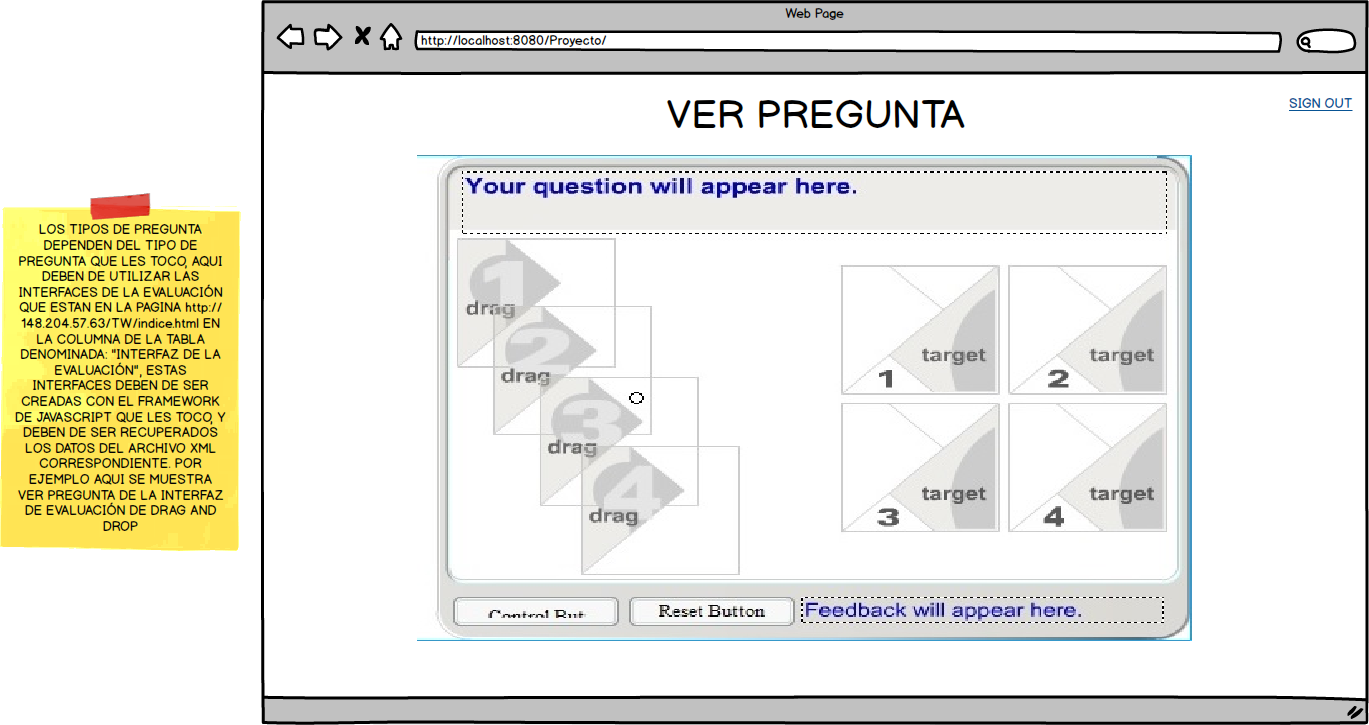 Web Page
http://localhost:8080/Proyecto/
VER PREGUNTA
SIGN OUT
LOS TIPOS DE PREGUNTA
DEPENDEN DEL TIPO DE
PREGUNTA QUE LES TOCO, AQUI
DEBEN DE UTILIZAR LAS
INTERFACES DE LA EVALUACIÓN
QUE ESTAN EN LA PAGINA http://
148.204.57.63/TW/indice.html EN
LA COLUMNA DE LA TABLA
DENOMINADA: "INTERFAZ DE LA
EVALUACIÓN", ESTAS
INTERFACES DEBEN DE SER
CREADAS CON EL FRAMEWORK
DE JAVASCRIPT QUE LES TOCO, Y
DEBEN DE SER RECUPERADOS
LOS DATOS DEL ARCHIVO XML
CORRESPONDIENTE. POR
EJEMPLO AQUI SE MUESTRA
VER PREGUNTA DE LA INTERFAZ
DE EVALUACIÓN DE DRAG AND
DROP
Your question will appear here.
1
drag
2
drag
3
drag
4
drag
target
1
target
2
target
3
target
4
Control But
Reset Button
Feedback will appear here.